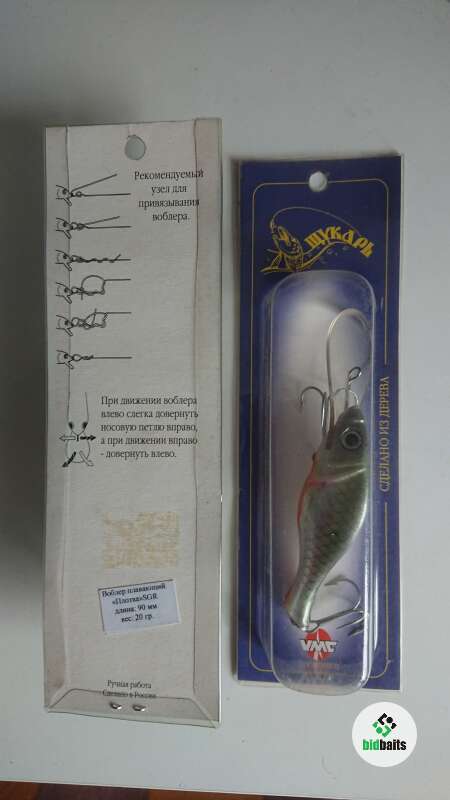 Рекомендуемый
узел для
привязывания
воблера.
При движении воблера
влево слегка довернуть
носовую петлю вправо,
а при движении вправо
- довернуть влево.
Воблер плавающий
«Плотва»SGR
длина: 90 мм
вес: 20 гр.
Ручная работа
Сделано в России
ЩУКАРЬ
СДЕЛАНО ИЗ ДЕРЕВА
VMC
bidbaits